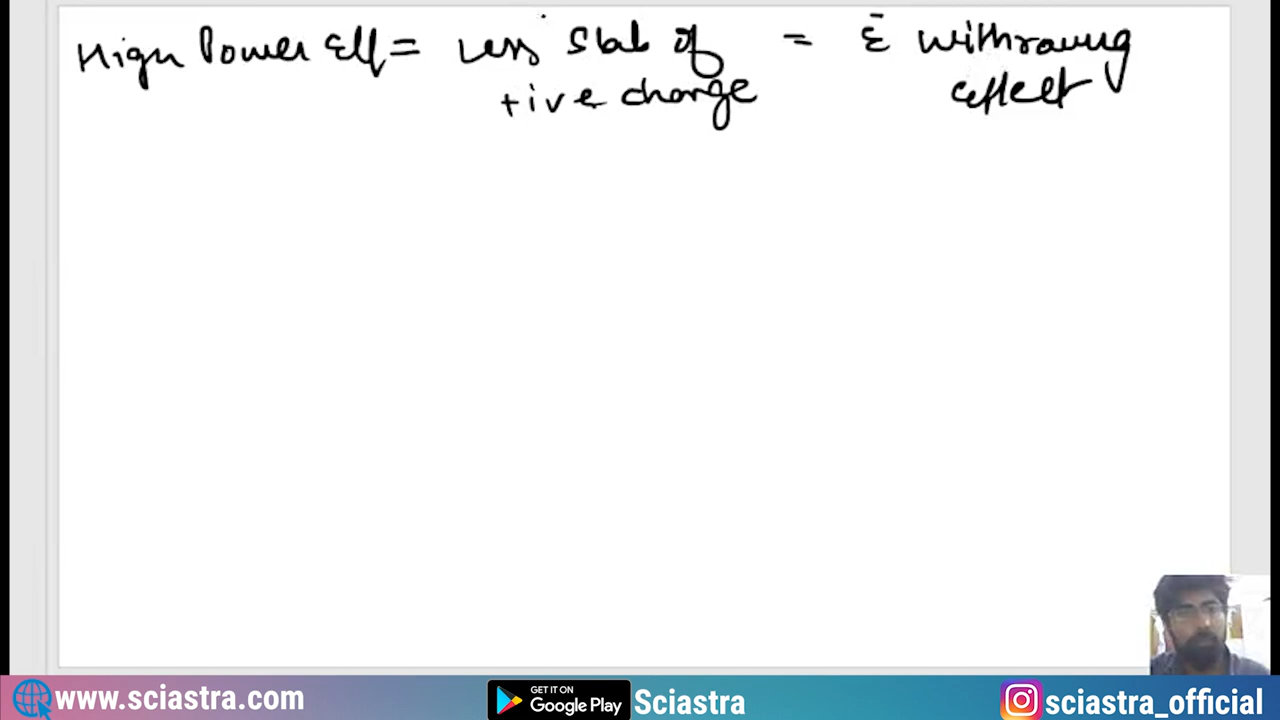 High Power Eff = Less Stab of = Ē withrawing
+ive charge effect
www.sciastra.com GET IT ON Google Play Sciastra sciastra_official